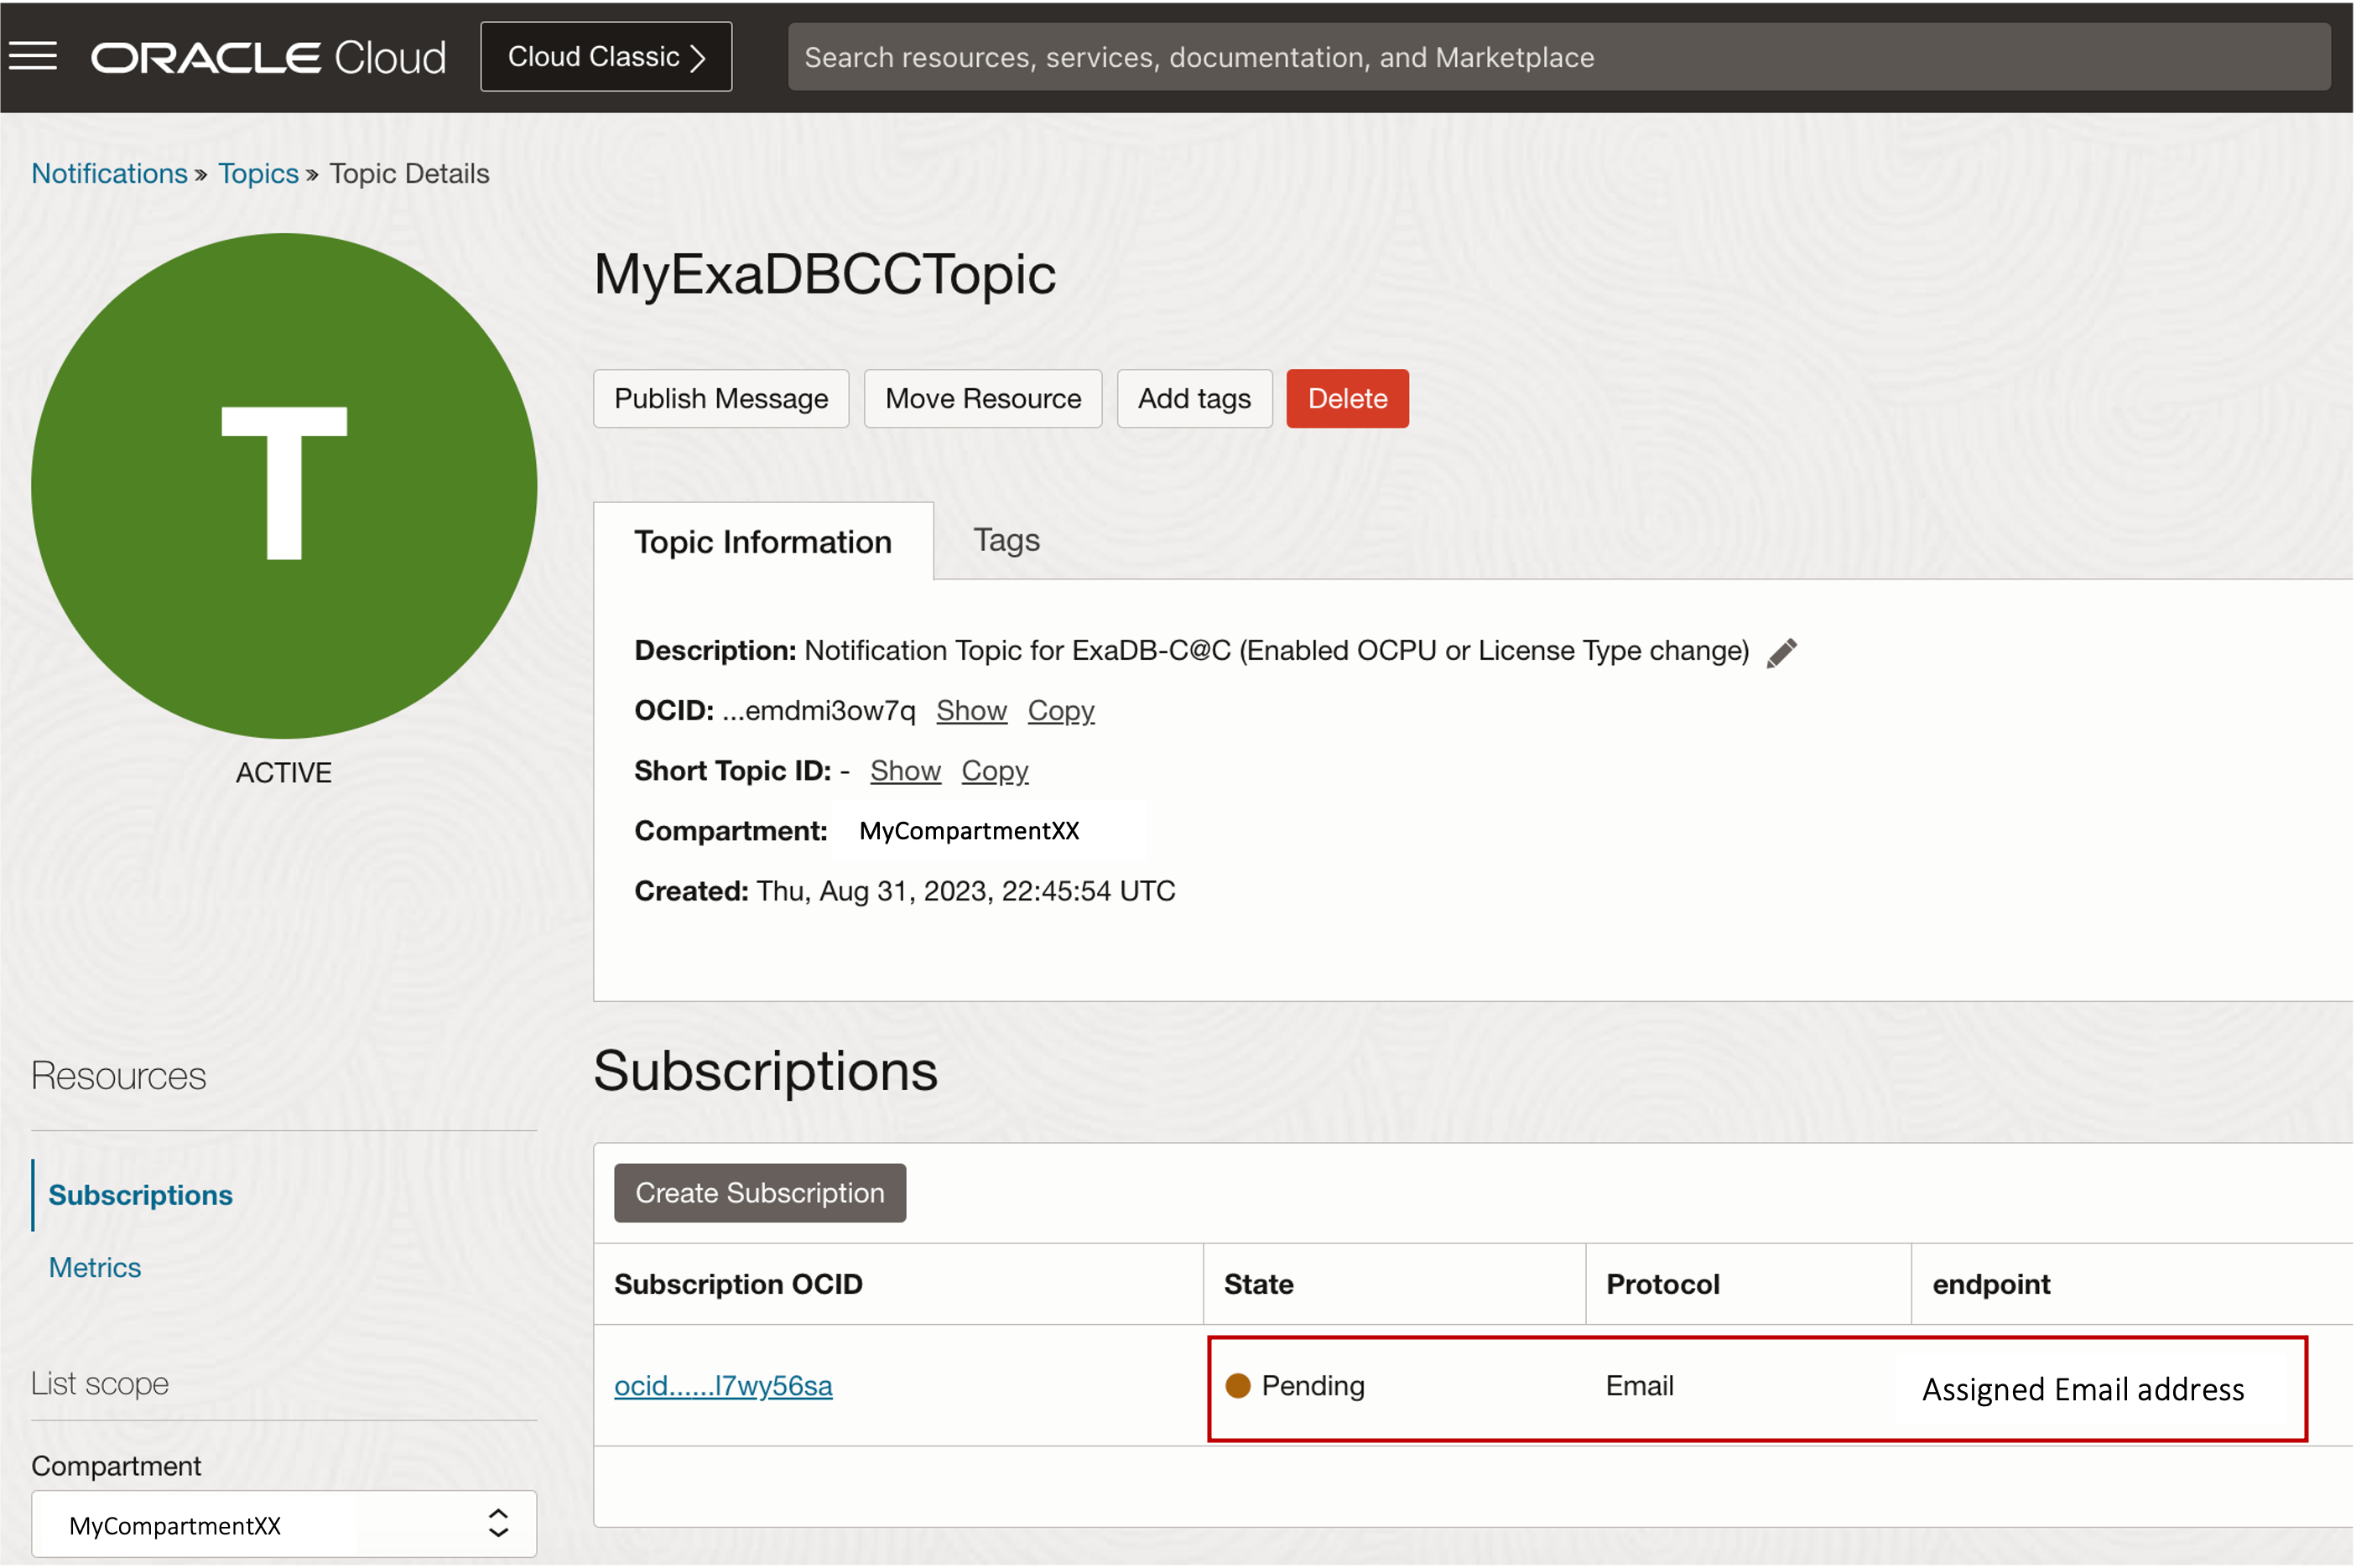 ORACLE Cloud
Cloud Classic
Search resources, services, documentation, and Marketplace
Notifications » Topics » Topic Details
T
ACTIVE
MyExaDBCCTopic
Publish Message
Move Resource
Add tags
Delete
Topic Information
Tags
Description: Notification Topic for ExaDB-C@C (Enabled OCPU or License Type change)
OCID: ...emdmi3ow7q Show Copy
Short Topic ID: - Show Copy
Compartment: MyCompartmentXX
Created: Thu, Aug 31, 2023, 22:45:54 UTC
Resources
Subscriptions
Metrics
List scope
Compartment
MyCompartmentXX
Subscriptions
Create Subscription
Subscription OCID State Protocol endpoint
ocid......l7wy56sa Pending Email Assigned Email address